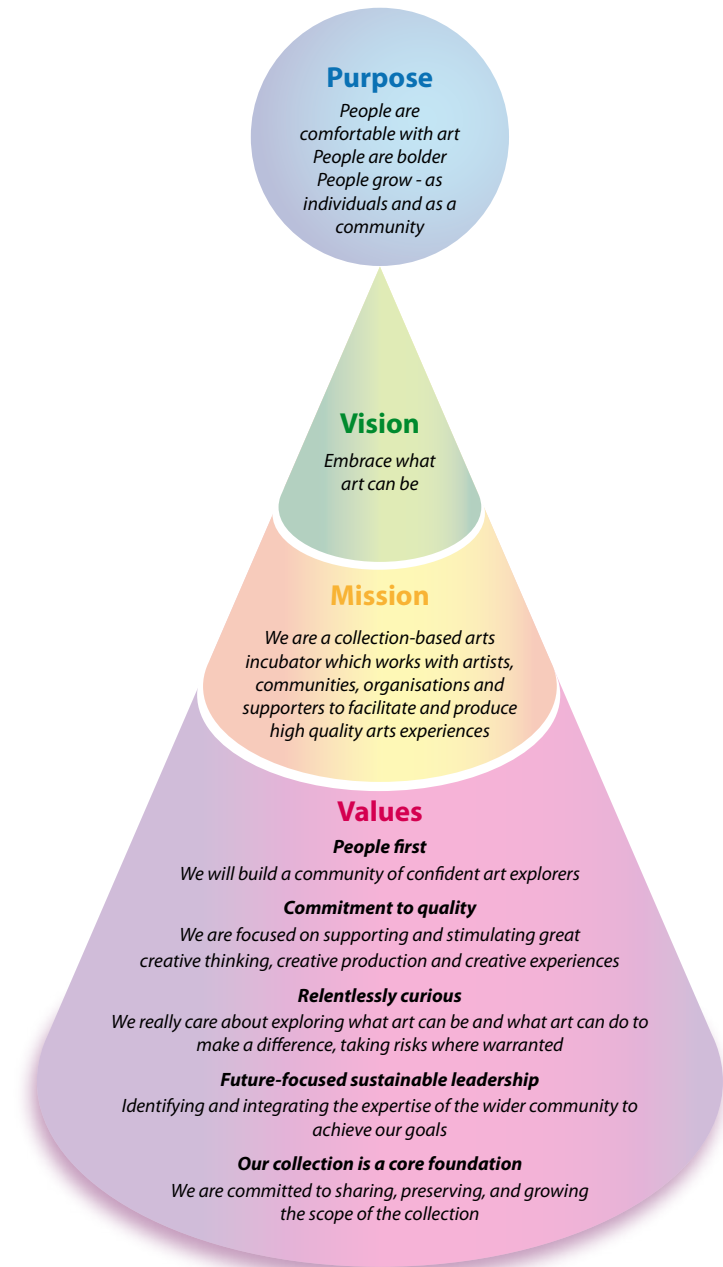 Purpose
People are
comfortable with art
People are bolder
People grow - as
individuals and as a
community
Vision
Embrace what
art can be
Mission
We are a collection-based arts
incubator which works with artists,
communities, organisations and
supporters to facilitate and produce
high quality arts experiences
Values
People first
We will build a community of confident art explorers
Commitment to quality
We are focused on supporting and stimulating great
creative thinking, creative production and creative experiences
Relentlessly curious
We really care about exploring what art can be and what art can do to
make a difference, taking risks where warranted
Future-focused sustainable leadership
Identifying and integrating the expertise of the wider community to
achieve our goals
Our collection is a core foundation
We are committed to sharing, preserving, and growing
the scope of the collection